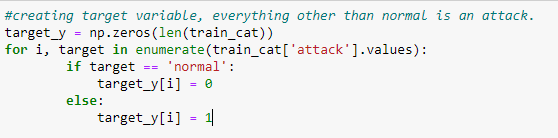 #creating target variable, everything other than normal is an attack.
target_y = np.zeros(len(train_cat))
for i, target in enumerate(train_cat['attack'].values):
        if target == 'normal':
            target_y[i] = 0
        else:
            target_y[i] = 1